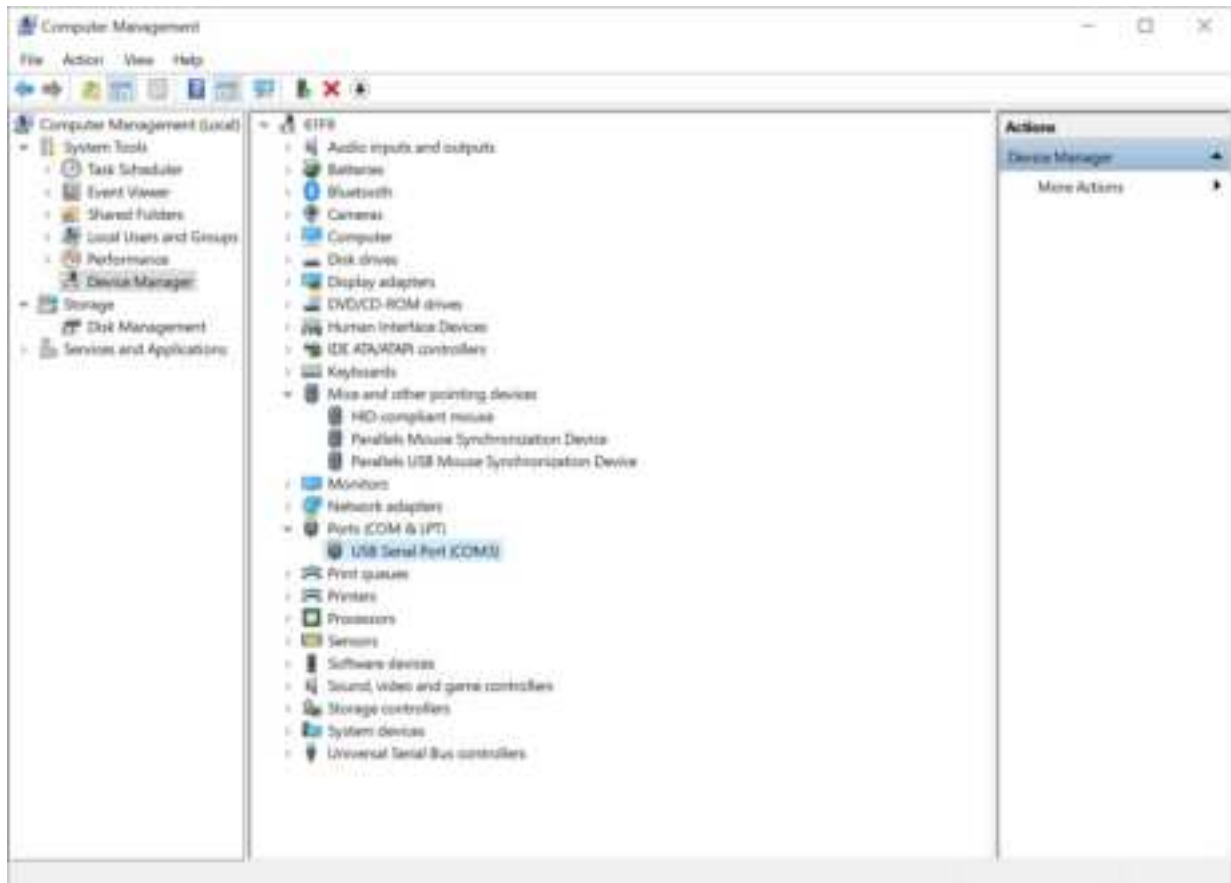 Computer Management
File Action View Help
Computer Management (Local)
System Tools
Task Scheduler
Event Viewer
Shared Folders
Local Users and Groups
Performance
Device Manager
Storage
Disk Management
Services and Applications
Audio inputs and outputs
Batteries
Bluetooth
Cameras
Computer
Disk drives
Display adapters
DVD/CD-ROM drives
Human Interface Devices
IDE ATA/ATAPI controllers
Keyboards
Mice and other pointing devices
HID-compliant mouse
Parallels Mouse Synchronization Device
Parallels USB Mouse Synchronization Device
Monitors
Network adapters
Ports (COM & LPT)
USB Serial Port (COM3)
Print queues
Printers
Processors
Sensors
Software devices
Sound, video and game controllers
Storage controllers
System devices
Universal Serial Bus controllers
Actions
Device Manager
More Actions